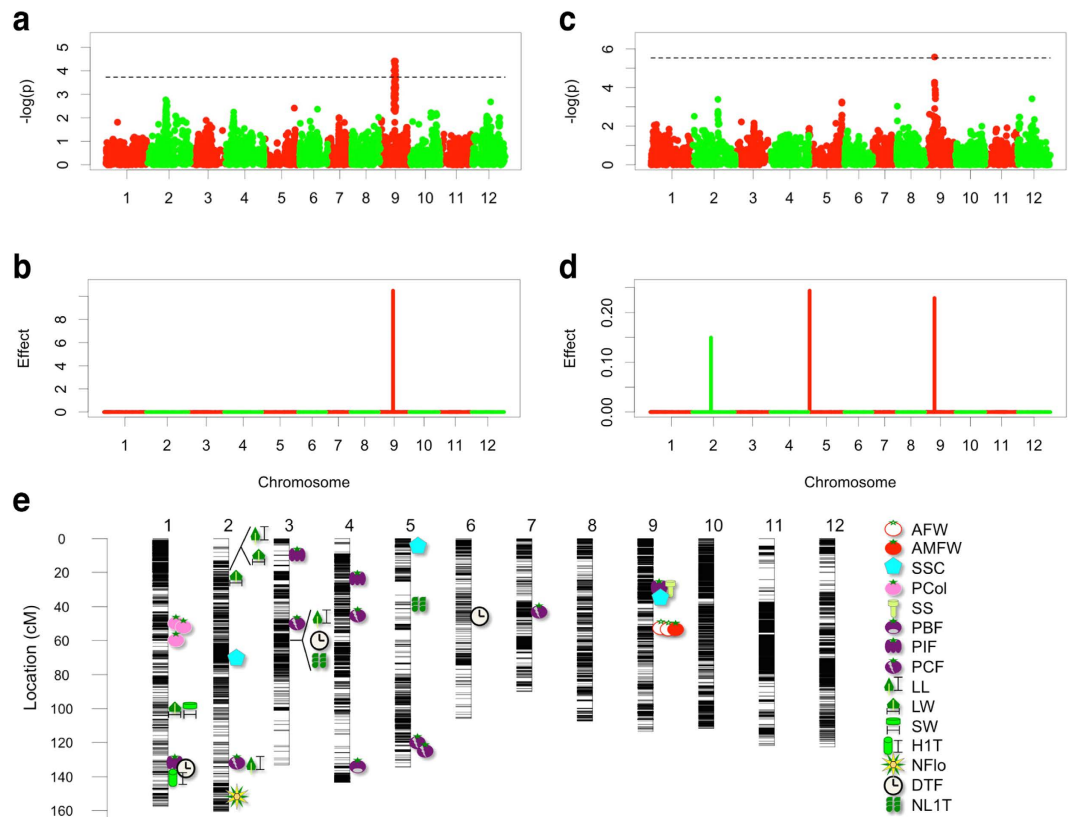 a
5
4
3
2
1
0
-log(p)
1 2 3 4 5 6 7 8 9 10 11 12
c
6
4
2
0
-log(p)
1 2 3 4 5 6 7 8 9 10 11 12
b
8
6
4
2
0
Effect
1 2 3 4 5 6 7 8 9 10 11 12
d
0.20
0.10
0.00
Effect
1 2 3 4 5 6 7 8 9 10 11 12
Chromosome
Chromosome
e
1 2 3 4 5 6 7 8 9 10 11 12
0
20
40
60
80
100
120
140
160
Location (cM)
AFW
AMFW
SSC
PCol
SS
PBF
PIF
PCF
LL
LW
SW
H1T
NFlo
DTF
NL1T